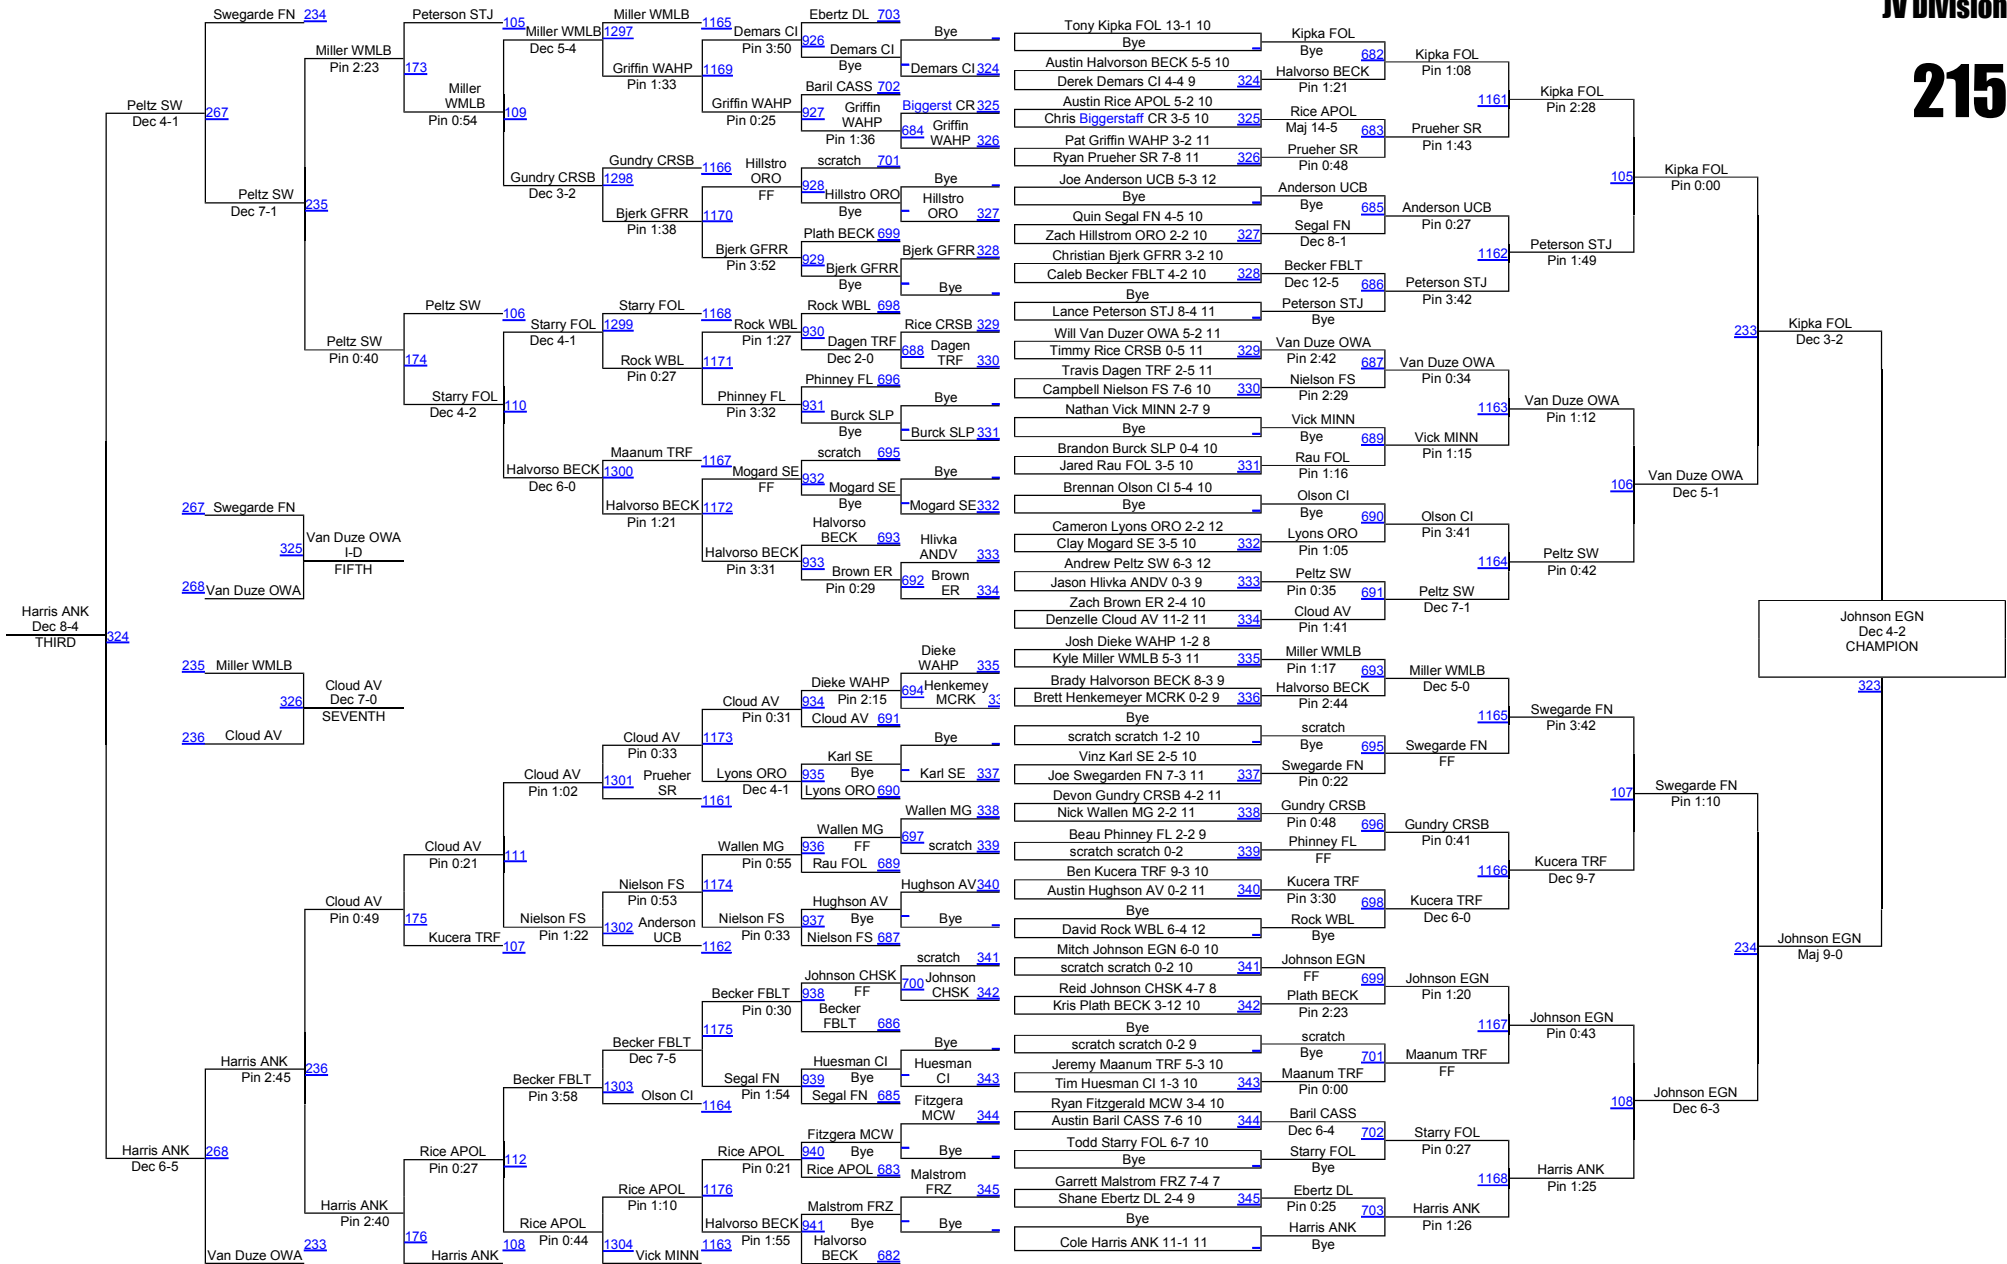 JV Division
215
Swegarde FN 234
Miller WMLB
Pin 2:23
Peltz SW
Dec 4-1
267
Peltz SW
Dec 7-1
235
Peterson STJ
105
173
Miller
WMLB
Pin 0:54
109
Miller WMLB
Dec 5-4
1297
Miller WMLB
1165
Griffin WAHP
Pin 1:33
1169
Demars CI
Pin 3:50
926
Ebertz DL 703
Demars CI
Bye
Bye
Demars CI 324
Griffin WAHP
Pin 0:25
927
Baril CASS 702
Griffin
WAHP
Pin 1:36
684
Biggerst CR 325
Griffin
WAHP 326
Gundry CRSB
Dec 3-2
1298
Gundry CRSB
1166
Bjerk GFRR
Pin 1:38
1170
Hillstro
ORO
FF
928
scratch 701
Hillstro ORO
Bye
Bye
Hillstro
ORO 327
Bjerk GFRR
Pin 3:52
929
Plath BECK 699
Bjerk GFRR
Bye
Bjerk GFRR 328
Bye
Peltz SW
Pin 0:40
174
Peltz SW
106
Starry FOL
Dec 4-2
110
Starry FOL
Dec 4-1
1299
Starry FOL
1168
Rock WBL
Pin 0:27
1171
Rock WBL
Pin 1:27
930
Rock WBL 698
Dagen TRF
Dec 2-0
688
Rice CRSB 329
Dagen
TRF 330
Phinney FL
Pin 3:32
931
Phinney FL 696
Burck SLP
Bye
Bye
Burck SLP 331
Halvorso BECK
Dec 6-0
1300
Maanum TRF
1167
Halvorso BECK
Pin 1:21
1172
Mogard SE
FF
932
scratch 695
Mogard SE
Bye
Bye
Mogard SE 332
Halvorso BECK
Pin 3:31
933
Halvorso
BECK 693
Brown ER
Pin 0:29
692
Hlivka
ANDV 333
Brown
ER 334
267 Swegarde FN
325
Van Duze OWA
I-D
FIFTH
268 Van Duze OWA
Harris ANK
Dec 8-4
THIRD
324
235 Miller WMLB
326
Cloud AV
Dec 7-0
SEVENTH
236 Cloud AV
Cloud AV
Pin 0:31
934
Dieke WAHP
Pin 2:15
694
Dieke
WAHP 335
Henkemey
MCRK 33
Cloud AV 691
Cloud AV
Pin 0:33
1173
Lyons ORO
Dec 4-1
935
Karl SE
Bye
Bye
Karl SE 337
Lyons ORO 690
Cloud AV
Pin 1:02
1301
Prueher
SR
1161
Cloud AV
Pin 0:21
111
Wallen MG
Pin 0:55
936
Wallen MG
FF
697
Wallen MG 338
scratch 339
Rau FOL 689
Nielson FS
Pin 0:53
1174
Nielson FS
Pin 0:33
937
Hughson AV
Bye
Hughson AV 340
Bye
Nielson FS 687
Nielson FS
Pin 1:22
1302
Anderson
UCB
1162
Cloud AV
Pin 0:49
175
Kucera TRF
107
Harris ANK
Pin 2:45
236
Becker FBLT
Pin 0:30
938
Johnson CHSK
FF
700
scratch 341
Johnson
CHSK 342
Becker
FBLT 686
Becker FBLT
Dec 7-5
1175
Segal FN
Pin 1:54
939
Huesman CI
Bye
Bye
Huesman
CI 343
Segal FN 685
Becker FBLT
Pin 3:58
1303
Olson CI
1164
Harris ANK
Dec 6-5
268
Rice APOL
Pin 0:27
112
Rice APOL
Pin 0:21
940
Fitzgera MCW
Bye
Fitzgera
MCW 344
Bye
Rice APOL 683
Rice APOL
Pin 1:10
1176
Halvorso BECK
Pin 1:55
941
Malstrom FRZ
Bye
Malstrom
FRZ 345
Bye
Halvorso
BECK 682
Rice APOL
Pin 0:44
1304
Vick MINN
1163
Harris ANK
Pin 2:40
176
Harris ANK
108
Van Duze OWA
233
Tony Kipka FOL 13-1 10
Bye
Austin Halvorson BECK 5-5 10
Derek Demars CI 4-4 9 324
Austin Rice APOL 5-2 10
Chris Biggerstaff CR 3-5 10 325
Pat Griffin WAHP 3-2 11
Ryan Prueher SR 7-8 11 326
Joe Anderson UCB 5-3 12
Bye
Quin Segal FN 4-5 10
Zach Hillstrom ORO 2-2 10 327
Christian Bjerk GFRR 3-2 10
Caleb Becker FBLT 4-2 10 328
Bye
Lance Peterson STJ 8-4 11
Will Van Duzer OWA 5-2 11
Timmy Rice CRSB 0-5 11 329
Travis Dagen TRF 2-5 11
Campbell Nielson FS 7-6 10 330
Nathan Vick MINN 2-7 9
Bye
Brandon Burck SLP 0-4 10
Jared Rau FOL 3-5 10 331
Brennan Olson CI 5-4 10
Bye
Cameron Lyons ORO 2-2 12
Clay Mogard SE 3-5 10 332
Andrew Peltz SW 6-3 12
Jason Hlivka ANDV 0-3 9 333
Zach Brown ER 2-4 10
Denzelle Cloud AV 11-2 11 334
Josh Dieke WAHP 1-2 8
Kyle Miller WMLB 5-3 11 335
Brady Halvorson BECK 8-3 9
Brett Henkemeyer MCRK 0-2 9 336
Bye
scratch scratch 1-2 10
Vinz Karl SE 2-5 10
Joe Swegarden FN 7-3 11 337
Devon Gundry CRSB 4-2 11
Nick Wallen MG 2-2 11 338
Beau Phinney FL 2-2 9
scratch scratch 0-2 339
Ben Kucera TRF 9-3 10
Austin Hughson AV 0-2 11 340
Bye
David Rock WBL 6-4 12
Mitch Johnson EGN 6-0 10
scratch scratch 0-2 10 341
Reid Johnson CHSK 4-7 8
Kris Plath BECK 3-12 10 342
Bye
scratch scratch 0-2 9
Jeremy Maanum TRF 5-3 10
Tim Huesman CI 1-3 10 343
Ryan Fitzgerald MCW 3-4 10
Austin Baril CASS 7-6 10 344
Todd Starry FOL 6-7 10
Bye
Garrett Malstrom FRZ 7-4 7
Shane Ebertz DL 2-4 9 345
Bye
Cole Harris ANK 11-1 11
Kipka FOL
Bye
682
Halvorso BECK
Pin 1:21
Rice APOL
Maj 14-5
683
Prueher SR
Pin 0:48
Anderson UCB
Bye
685
Segal FN
Dec 8-1
Becker FBLT
Dec 12-5
686
Peterson STJ
Bye
Van Duze OWA
Pin 2:42
687
Nielson FS
Pin 2:29
Vick MINN
Bye
689
Rau FOL
Pin 1:16
Olson CI
Bye
690
Lyons ORO
Pin 1:05
Peltz SW
Pin 0:35
691
Cloud AV
Pin 1:41
Miller WMLB
Pin 1:17
693
Halvorso BECK
Pin 2:44
scratch
Bye
695
Swegarde FN
Pin 0:22
Gundry CRSB
Pin 0:48
696
Phinney FL
FF
Kucera TRF
Pin 3:30
698
Rock WBL
Bye
Johnson EGN
FF
699
Plath BECK
Pin 2:23
scratch
Bye
701
Maanum TRF
Pin 0:00
Baril CASS
Dec 6-4
702
Starry FOL
Bye
Ebertz DL
Pin 0:25
703
Harris ANK
Bye
Kipka FOL
Pin 1:08
1161
Prueher SR
Pin 1:43
Anderson UCB
Pin 0:27
1162
Peterson STJ
Pin 3:42
Van Duze OWA
Pin 0:34
1163
Vick MINN
Pin 1:15
Olson CI
Pin 3:41
1164
Peltz SW
Dec 7-1
Miller WMLB
Dec 5-0
1165
Swegarde FN
FF
Gundry CRSB
Pin 0:41
1166
Kucera TRF
Dec 6-0
Johnson EGN
Pin 1:20
1167
Maanum TRF
FF
Starry FOL
Pin 0:27
1168
Harris ANK
Pin 1:26
Kipka FOL
Pin 2:28
105
Peterson STJ
Pin 1:49
Van Duze OWA
Pin 1:12
106
Peltz SW
Pin 0:42
Swegarde FN
Pin 3:42
107
Kucera TRF
Dec 9-7
Johnson EGN
Pin 0:43
108
Harris ANK
Pin 1:25
Kipka FOL
Pin 0:00
233
Van Duze OWA
Dec 5-1
Swegarde FN
Pin 1:10
234
Johnson EGN
Dec 6-3
Kipka FOL
Dec 3-2
Johnson EGN
Maj 9-0
Johnson EGN
Dec 4-2
CHAMPION
323